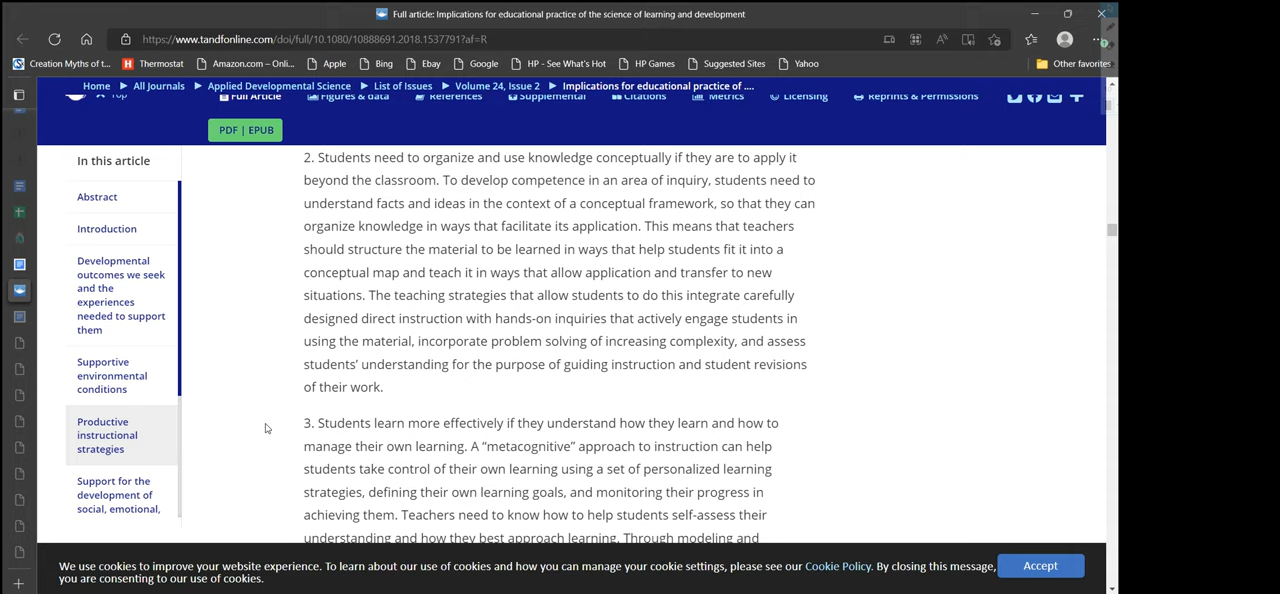 Full article: Implications for educational practice of the science of learning and development
https://www.tandfonline.com/doi/full/10.1080/10888691.2018.1537791?af=R
Creation Myths of t... Thermostat Amazon.com – Onli... Apple Bing Ebay Google HP - See What's Hot HP Games Suggested Sites Yahoo Other favorites
Home All Journals Applied Developmental Science List of Issues Volume 24, Issue 2 Implications for educational practice of ....
Top Full Article Figures & data References Supplemental Citations Metrics Licensing Reprints & Permissions
PDF | EPUB
In this article
Abstract
Introduction
Developmental
outcomes we seek
and the
experiences
needed to support
them
Supportive
environmental
conditions
Productive
instructional
strategies
Support for the
development of
social, emotional,
2. Students need to organize and use knowledge conceptually if they are to apply it
beyond the classroom. To develop competence in an area of inquiry, students need to
understand facts and ideas in the context of a conceptual framework, so that they can
organize knowledge in ways that facilitate its application. This means that teachers
should structure the material to be learned in ways that help students fit it into a
conceptual map and teach it in ways that allow application and transfer to new
situations. The teaching strategies that allow students to do this integrate carefully
designed direct instruction with hands-on inquiries that actively engage students in
using the material, incorporate problem solving of increasing complexity, and assess
students’ understanding for the purpose of guiding instruction and student revisions
of their work.
3. Students learn more effectively if they understand how they learn and how to
manage their own learning. A “metacognitive” approach to instruction can help
students take control of their own learning using a set of personalized learning
strategies, defining their own learning goals, and monitoring their progress in
achieving them. Teachers need to know how to help students self-assess their
understanding and how they best approach learning. Through modeling and
We use cookies to improve your website experience. To learn about our use of cookies and how you can manage your cookie settings, please see our Cookie Policy. By closing this message,
you are consenting to our use of cookies.
Accept